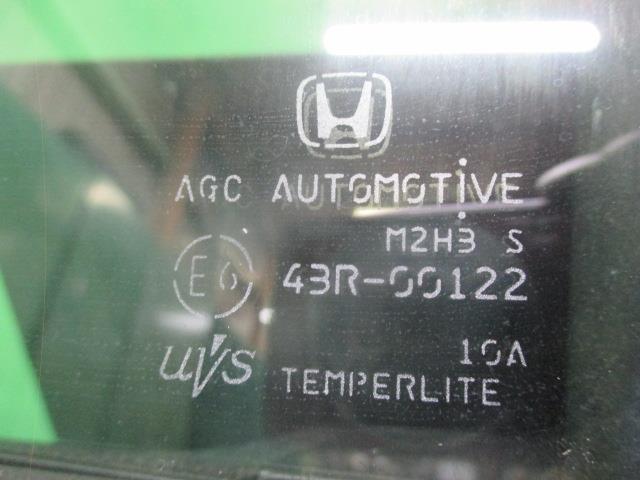 AGC AUTOMOTIVE
M2H3 S
E6 43R-00122
UVS 10A
TEMPERLITE